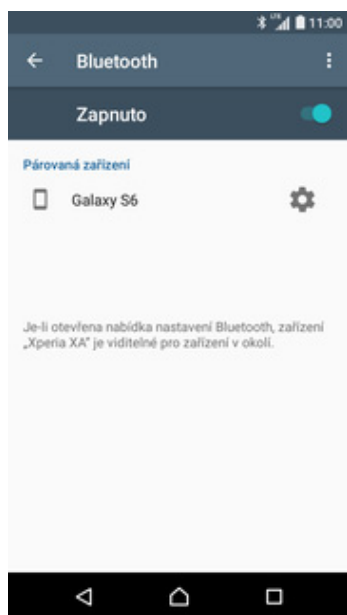 11:00
Bluetooth
Zapnuto
Párovaná zařízení
Galaxy S6
Je-li otevřena nabídka nastavení Bluetooth, zařízení
„Xperia XA" je viditelné pro zařízení v okolí.